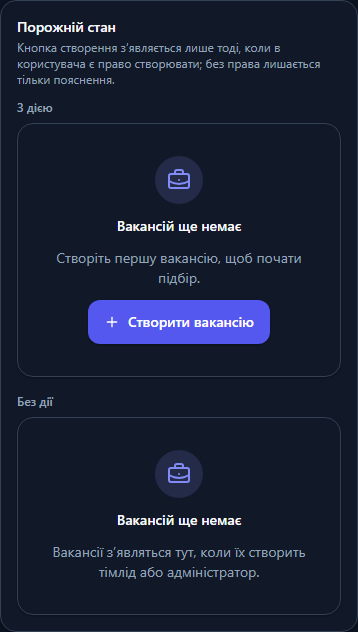 Порожній стан
Кнопка створення з’являється лише тоді, коли в
користувача є право створювати; без права лишається
тільки пояснення.
З дією
Вакансій ще немає
Створіть першу вакансію, щоб почати
підбір.
+ Створити вакансію
Без дії
Вакансій ще немає
Вакансії з’являться тут, коли їх створить
тімлід або адміністратор.